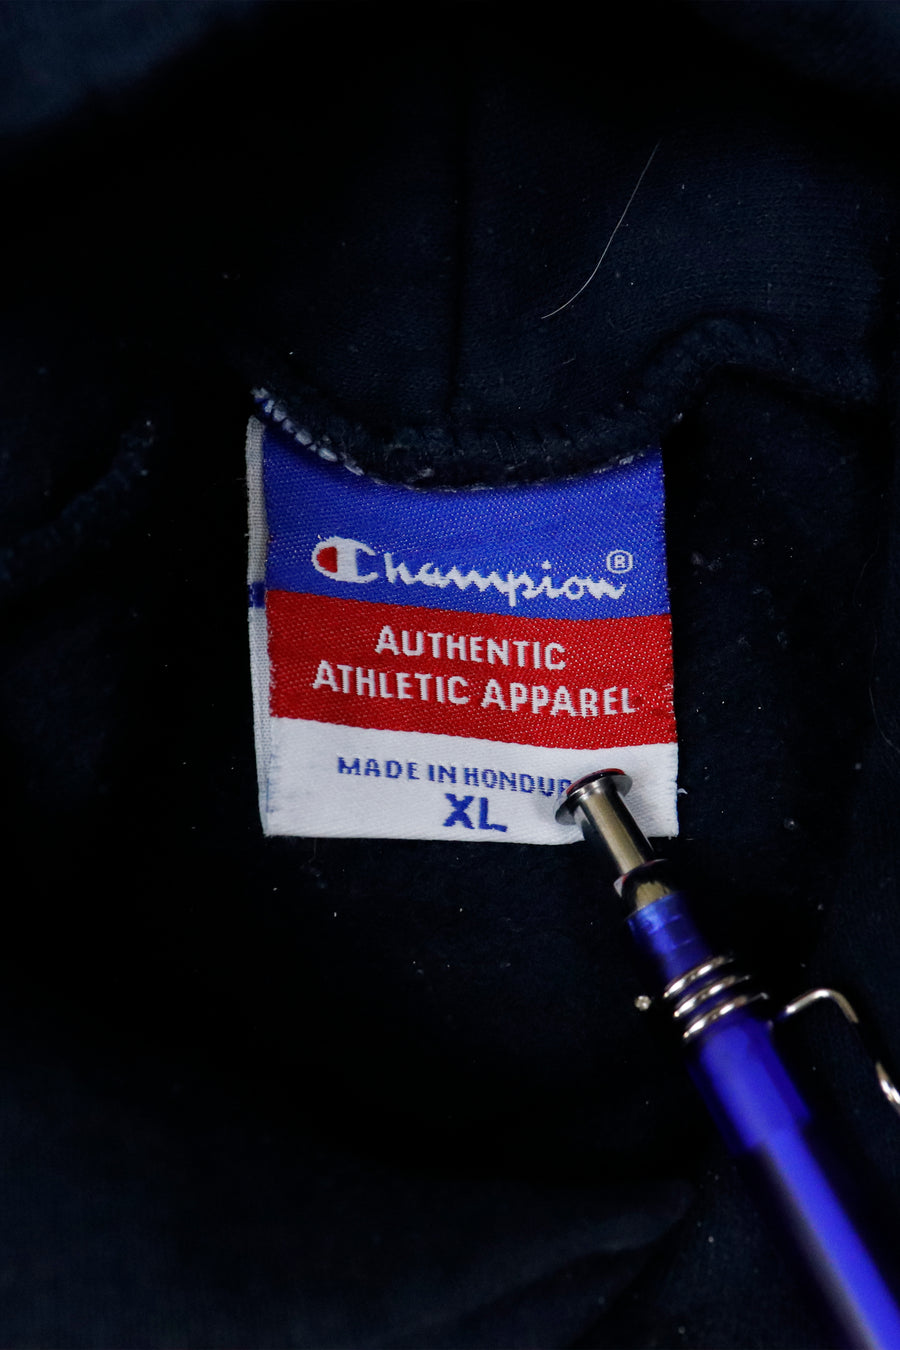 Champion®
AUTHENTIC
ATHLETIC APPAREL
MADE IN HONDUR
XL